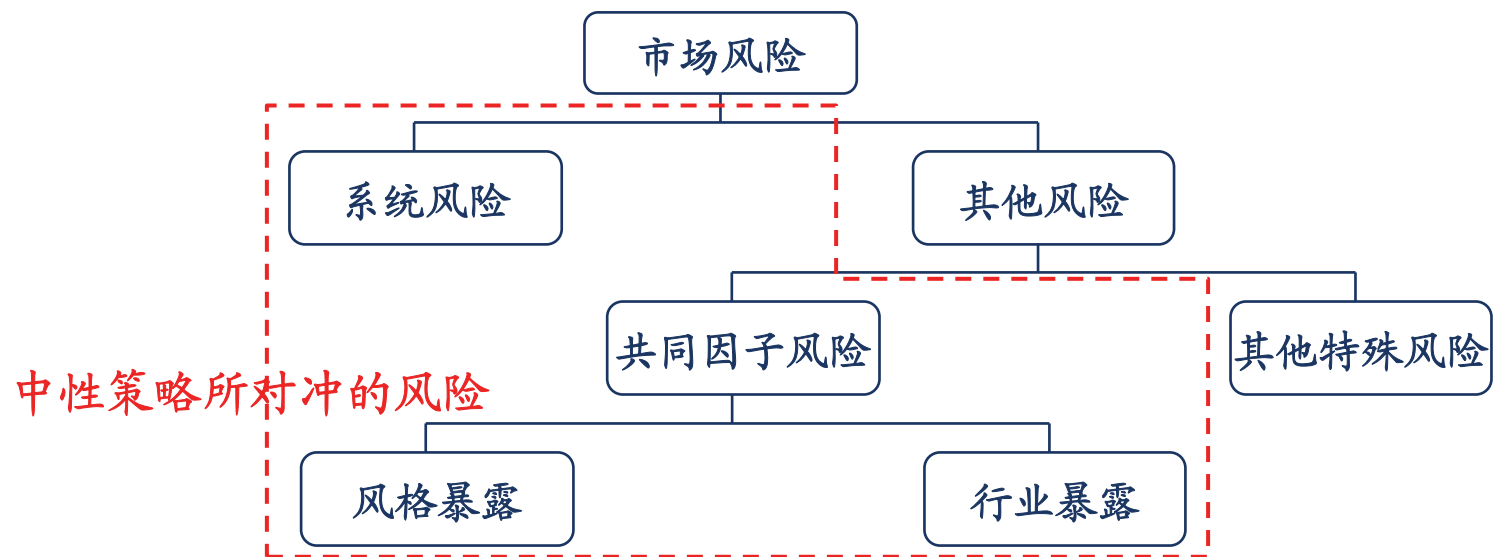 市场风险
系统风险
其他风险
共同因子风险
其他特殊风险
中性策略所对冲的风险
风格暴露
行业暴露